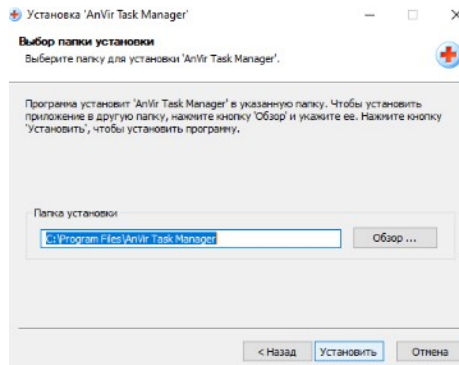 Установка 'AnVir Task Manager'
Выбор папки установки
Выберите папку для установки 'AnVir Task Manager'.
Программа установит 'AnVir Task Manager' в указанную папку. Чтобы установить
приложение в другую папку, нажмите кнопку 'Обзор' и укажите ее. Нажмите кнопку
'Установить', чтобы установить программу.
Папка установки
C:\Program Files\AnVir Task Manager
Обзор ...
< Назад
Установить
Отмена